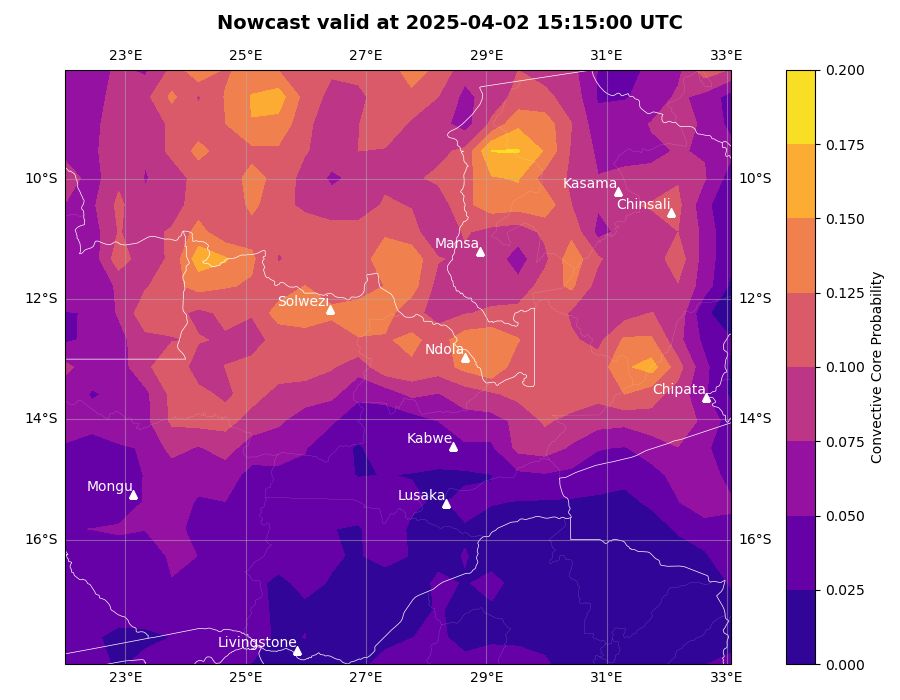 Nowcast valid at 2025-04-02 15:15:00 UTC
23°E 25°E 27°E 29°E 31°E 33°E
0.200
0.175
10°S Kasama 10°S
Chinsali
0.150
Mansa
0.125
12°S Solwezi 12°S
Ndola
0.100
Chipata
14°S 14°S
Kabwe
0.075
Mongu
Lusaka
0.050
16°S 16°S
0.025
Livingstone
0.000
23°E 25°E 27°E 29°E 31°E 33°E
Convective Core Probability